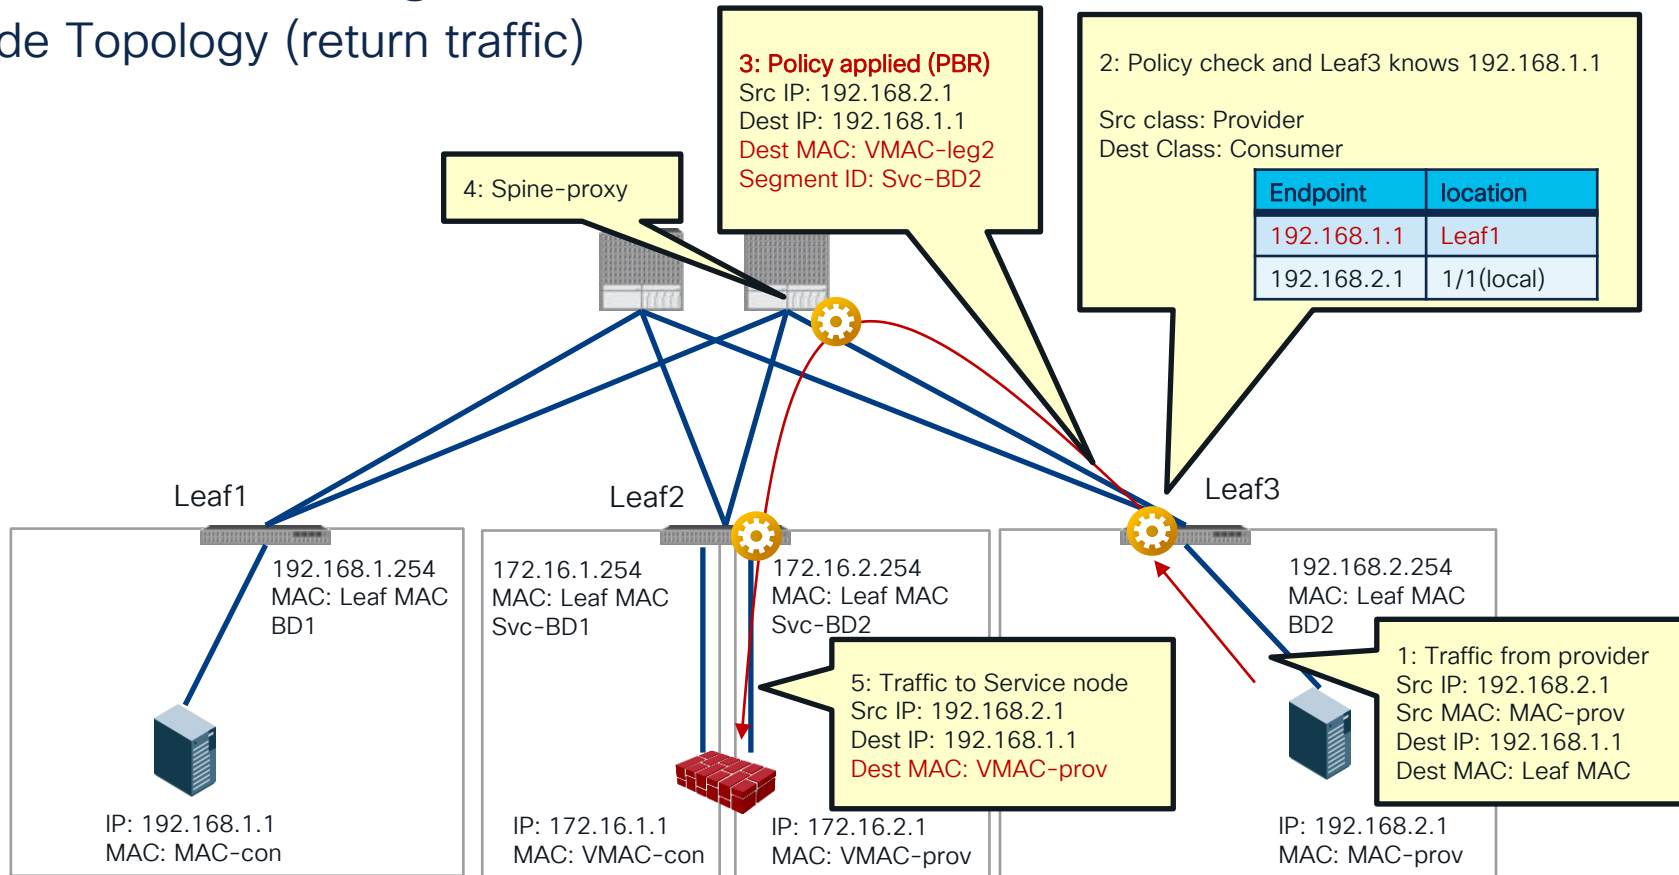 de Topology (return traffic)
3: Policy applied (PBR)
Src IP: 192.168.2.1
Dest IP: 192.168.1.1
Dest MAC: VMAC-leg2
Segment ID: Svc-BD2
2: Policy check and Leaf3 knows 192.168.1.1
Src class: Provider
Dest Class: Consumer
Endpoint location
192.168.1.1 Leaf1
192.168.2.1 1/1(local)
4: Spine-proxy
Leaf1
Leaf2
Leaf3
192.168.1.254
MAC: Leaf MAC
BD1
172.16.1.254
MAC: Leaf MAC
Svc-BD1
172.16.2.254
MAC: Leaf MAC
Svc-BD2
192.168.2.254
MAC: Leaf MAC
BD2
5: Traffic to Service node
Src IP: 192.168.2.1
Dest IP: 192.168.1.1
Dest MAC: VMAC-prov
1: Traffic from provider
Src IP: 192.168.2.1
Src MAC: MAC-prov
Dest IP: 192.168.1.1
Dest MAC: Leaf MAC
IP: 192.168.1.1
MAC: MAC-con
IP: 172.16.1.1
MAC: VMAC-con
IP: 172.16.2.1
MAC: VMAC-prov
IP: 192.168.2.1
MAC: MAC-prov